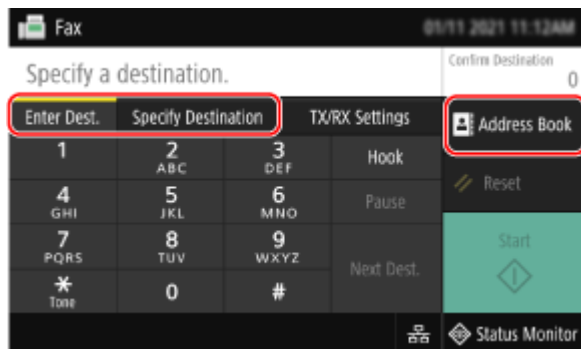 Fax
01/11 2021 11:12AM
Specify a destination.
Confirm Destination
0
Enter Dest.
Specify Destination
TX/RX Settings
Address Book
1
2
ABC
3
DEF
Hook
4
GHI
5
JKL
6
MNO
Pause
Reset
7
PQRS
8
TUV
9
WXYZ
Next Dest.
Start
*
Tone
0
#
Status Monitor